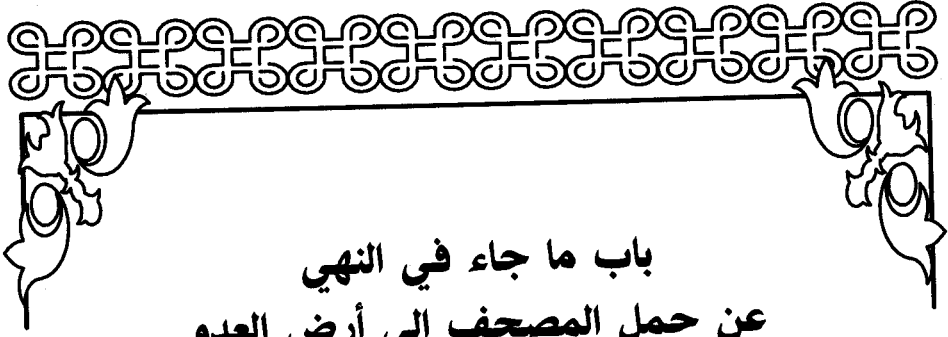 باب ما جاء في النهي
عن حمل المصحف إلى أرض العدو